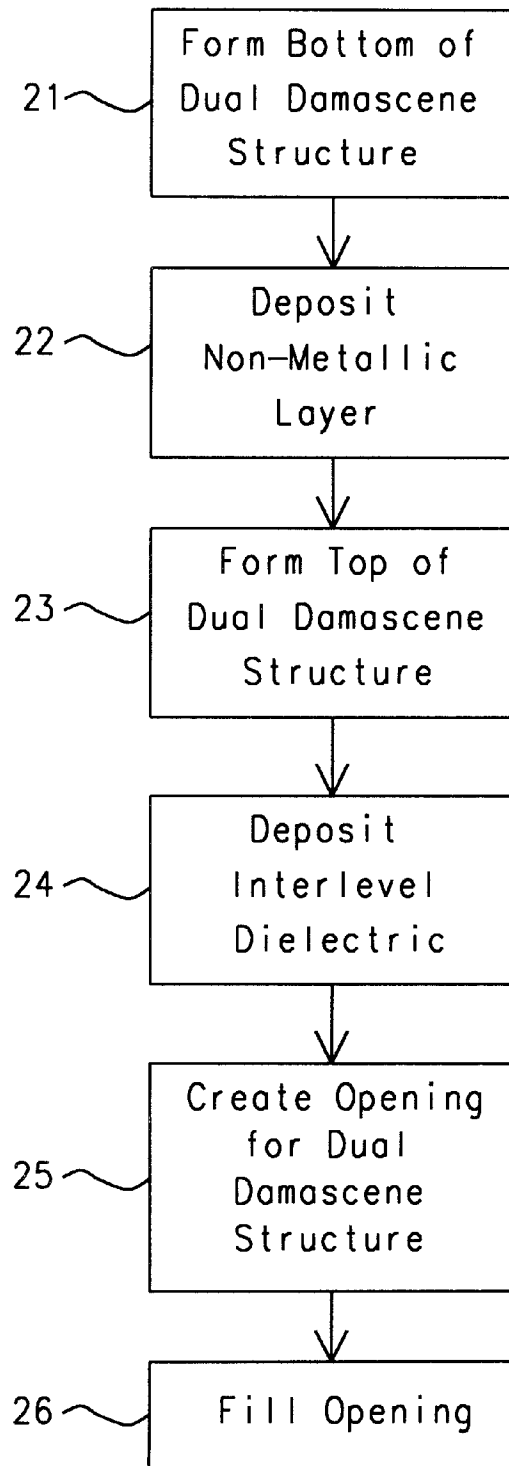 21
Form Bottom of
Dual Damascene
Structure
22
Deposit
Non-Metallic
Layer
23
Form Top of
Dual Damascene
Structure
24
Deposit
Interlevel
Dielectric
25
Create Opening
for Dual
Damascene
Structure
26
Fill Opening